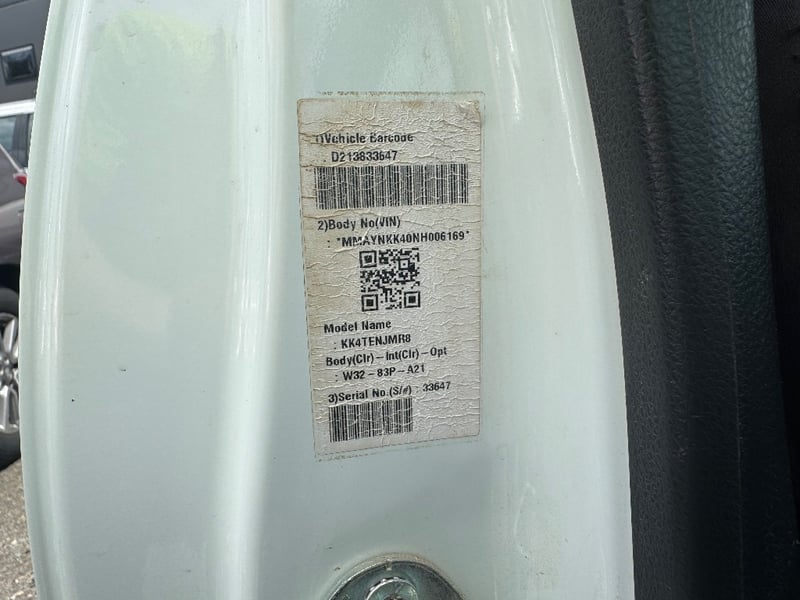 1)Vehicle Barcode
: D213833647
2)Body No(VIN)
: *MMAYNKK40NH006169*
Model Name
: KK4TENJMR8
Body(Clr)-Int(Clr)-Opt
: W32-83P-A21
3)Serial No.(S/#) : 33647